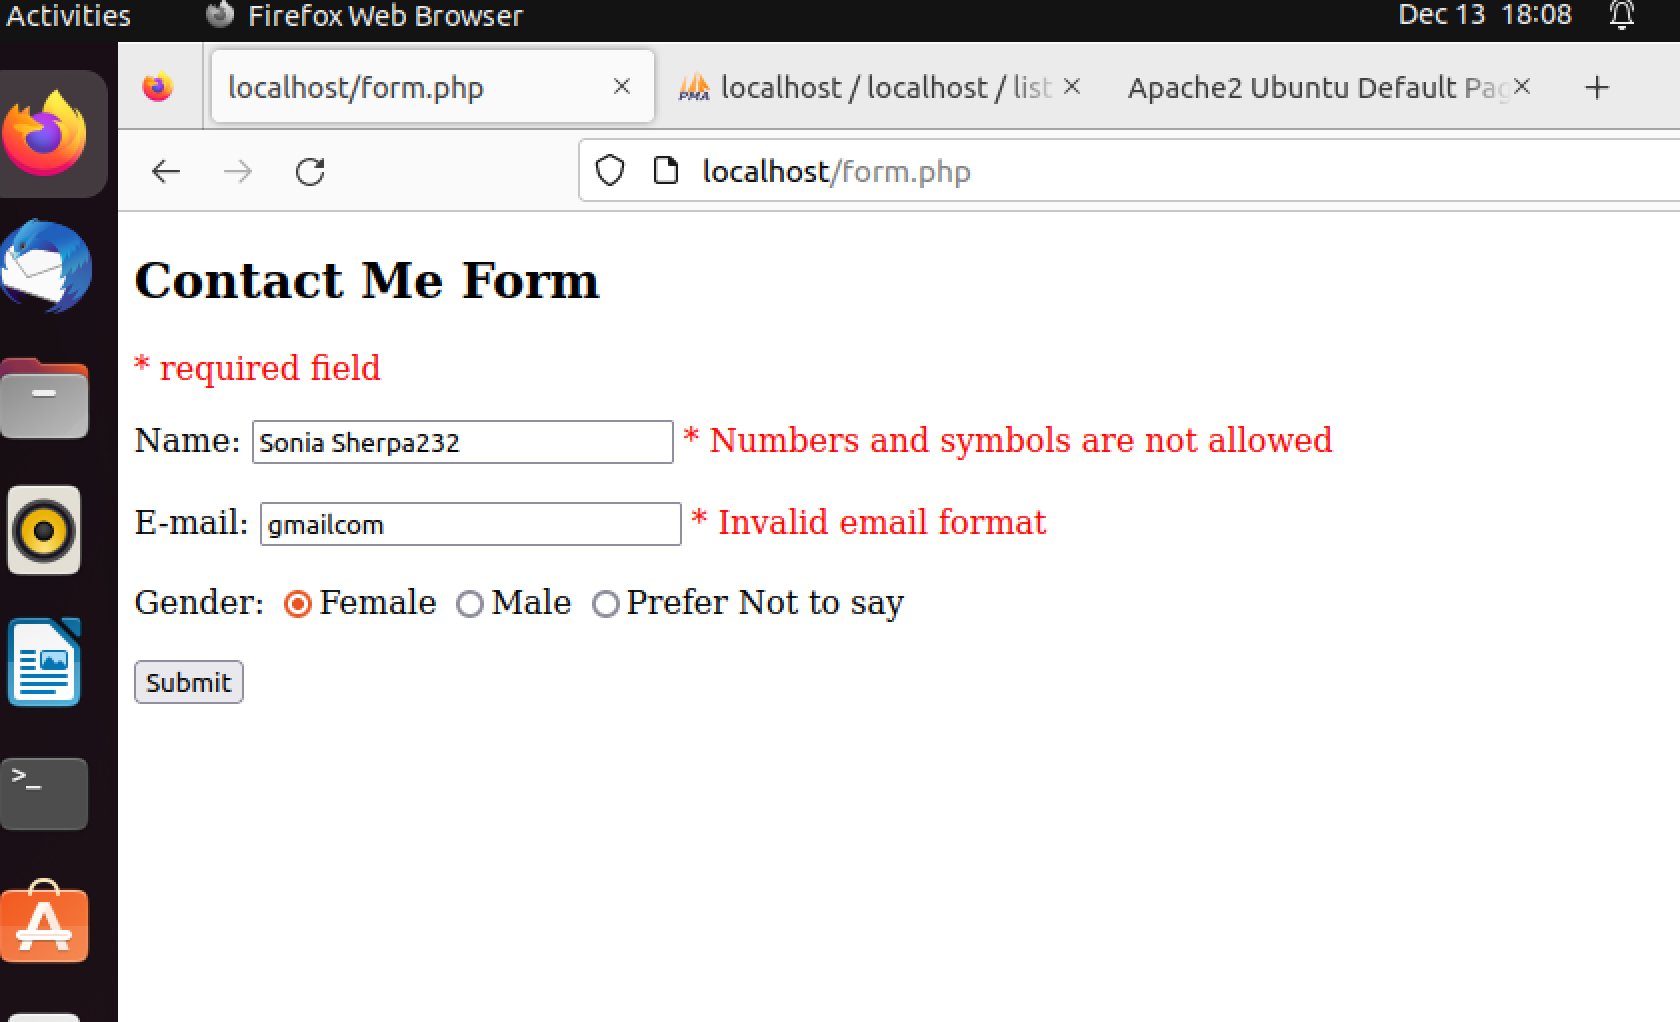 Activities Firefox Web Browser Dec 13 18:08
localhost/form.php localhost / localhost / list Apache2 Ubuntu Default Pag
PMA
localhost/form.php
Contact Me Form
* required field
Name: Sonia Sherpa232 * Numbers and symbols are not allowed
E-mail: gmailcom * Invalid email format
Gender: Female Male Prefer Not to say
Submit
>_